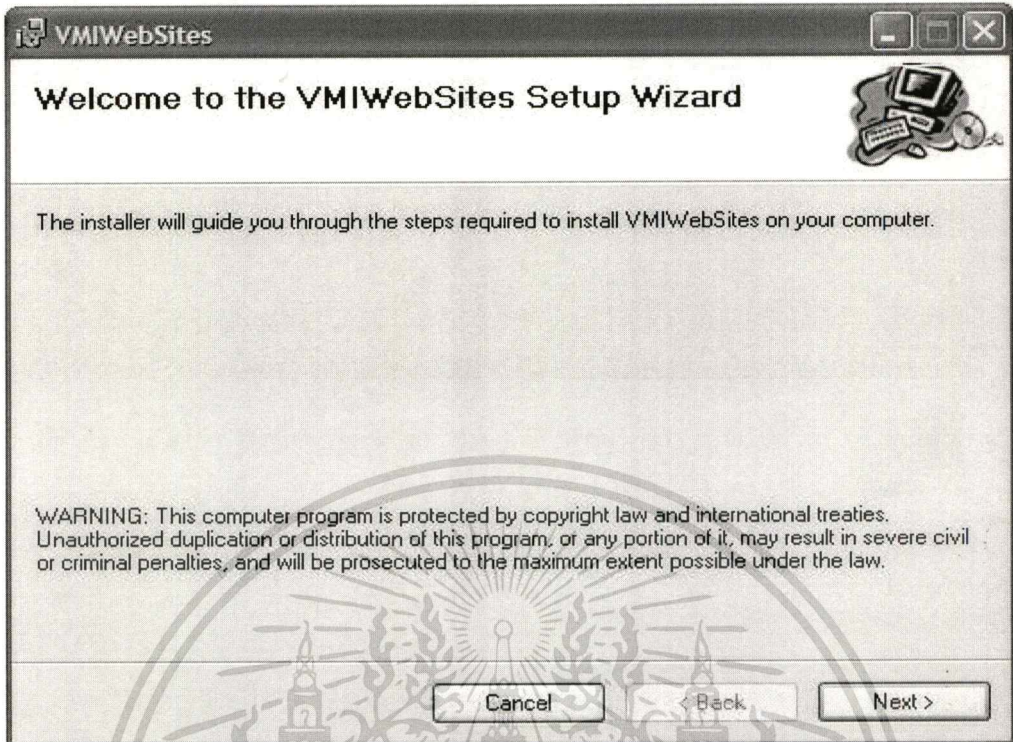 VMIWebSites
Welcome to the VMIWebSites Setup Wizard
The installer will guide you through the steps required to install VMIWebSites on your computer.
WARNING: This computer program is protected by copyright law and international treaties.
Unauthorized duplication or distribution of this program, or any portion of it, may result in severe civil
or criminal penalties, and will be prosecuted to the maximum extent possible under the law.
Cancel
< Back
Next >